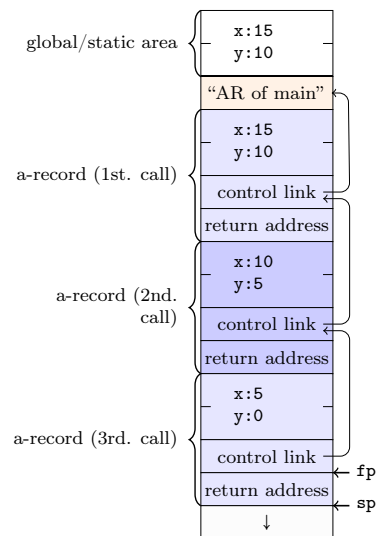 global/static area
x:15
y:10
“AR of main”
a-record (1st. call)
x:15
y:10
control link
return address
a-record (2nd.
call)
x:10
y:5
control link
return address
a-record (3rd. call)
x:5
y:0
control link
fp
return address
sp
↓